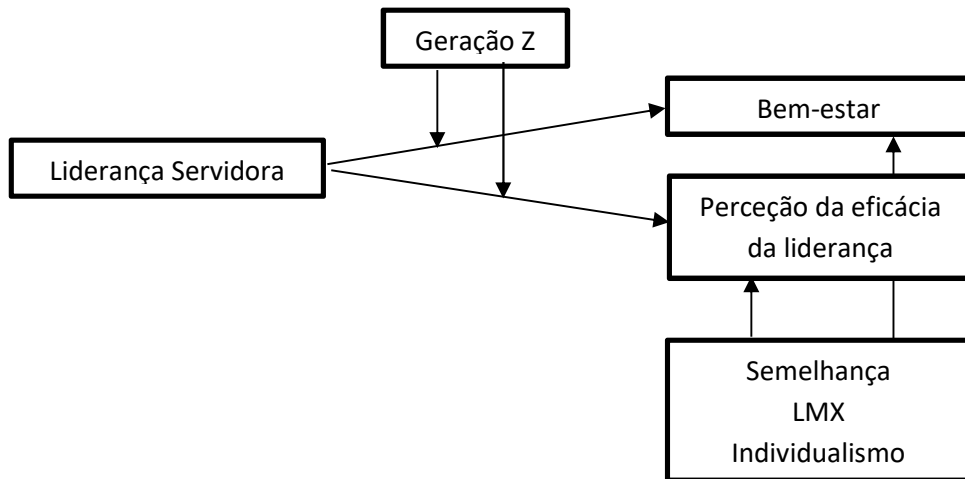 Geração Z
Bem-estar
Liderança Servidora
Perceção da eficácia
da liderança
Semelhança
LMX
Individualismo